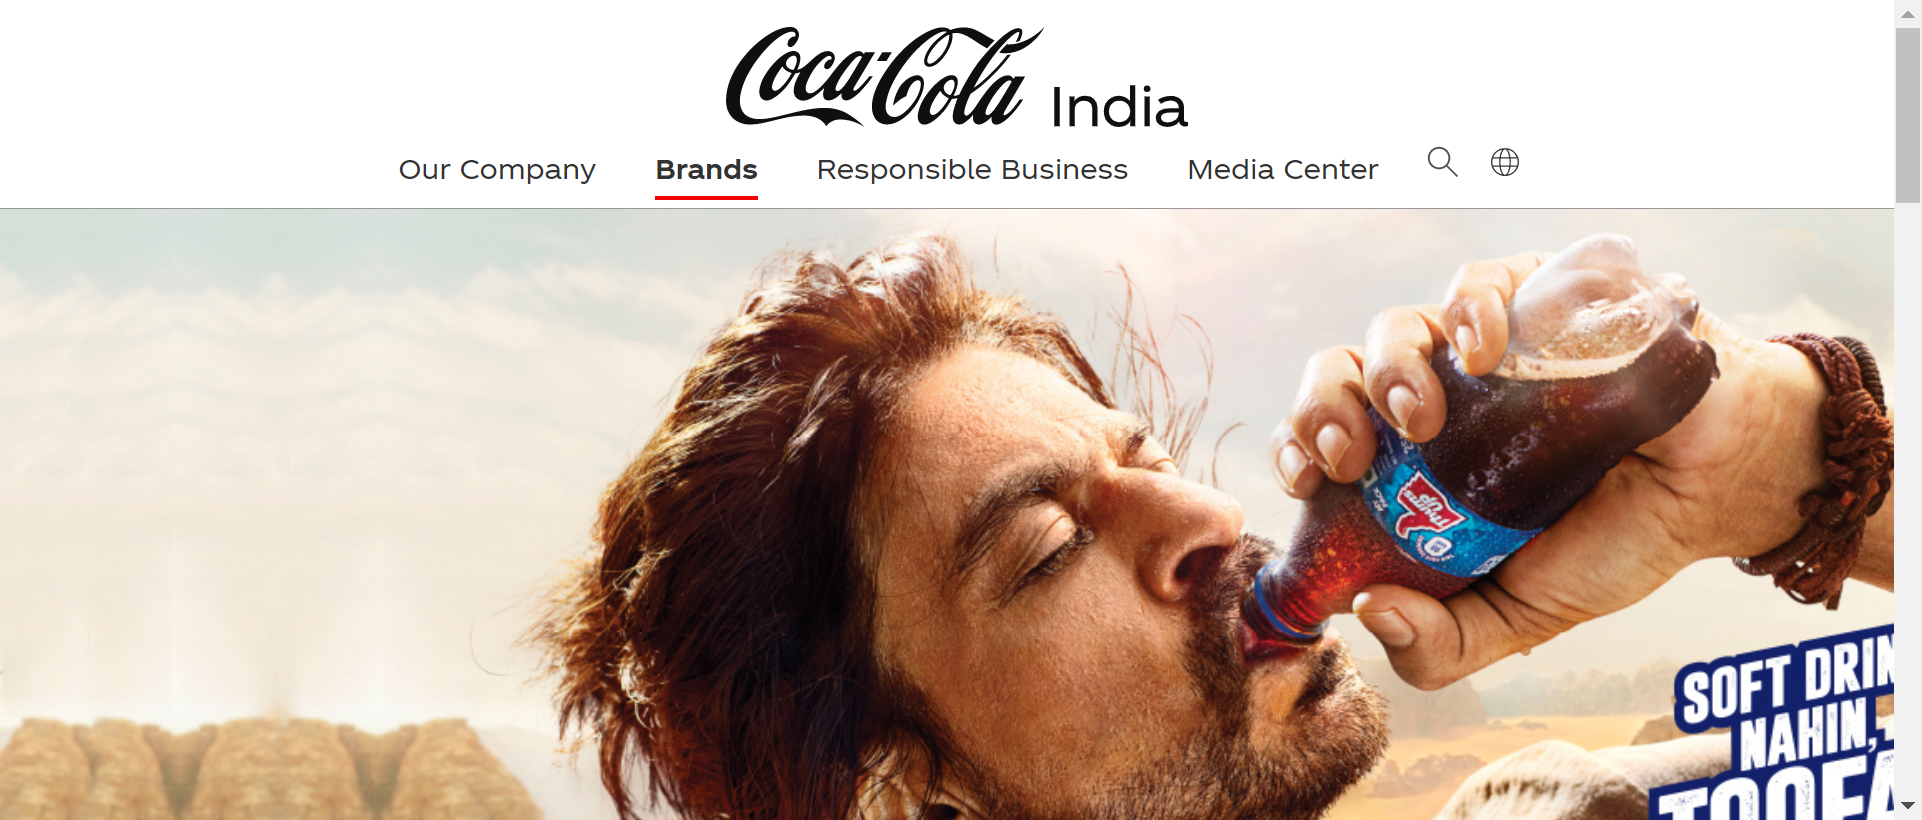 Coca-Cola India
Our Company Brands Responsible Business Media Center
Thums
Up
SOFT DRIN
NAHIN,
TOOFA